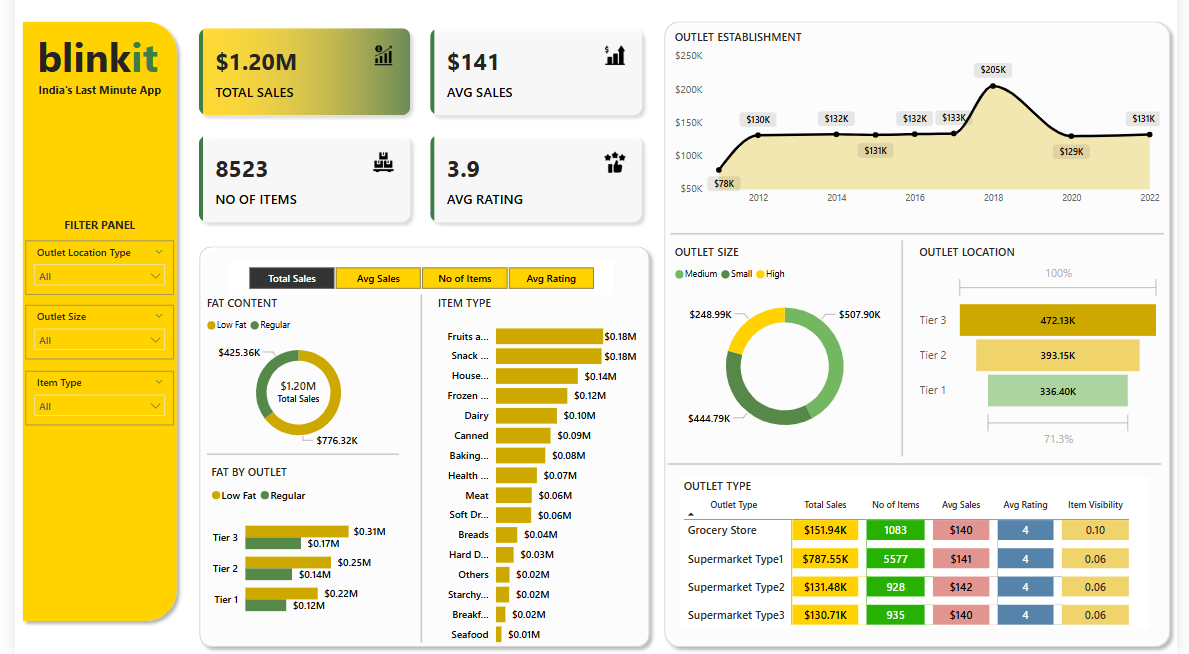 blinkit
India's Last Minute App
FILTER PANEL
Outlet Location Type
All
Outlet Size
All
Item Type
All
$1.20M
TOTAL SALES
$141
AVG SALES
8523
NO OF ITEMS
3.9
AVG RATING
Total Sales Avg Sales No of Items Avg Rating
FAT CONTENT
Low Fat Regular
$425.36K
$1.20M
Total Sales
$776.32K
FAT BY OUTLET
Low Fat Regular
Tier 3 $0.31M
$0.17M
Tier 2 $0.25M
$0.14M
Tier 1 $0.22M
$0.12M
ITEM TYPE
Fruits a... $0.18M
Snack ... $0.18M
House... $0.14M
Frozen ... $0.12M
Dairy $0.10M
Canned $0.09M
Baking... $0.08M
Health ... $0.07M
Meat $0.06M
Soft Dr... $0.06M
Breads $0.04M
Hard D... $0.03M
Others $0.02M
Starchy... $0.02M
Breakf... $0.02M
Seafood $0.01M
OUTLET ESTABLISHMENT
$250K
$200K
$150K
$100K
$50K
$78K
$130K
$132K
$131K
$132K
$133K
$205K
$129K
$131K
2012 2014 2016 2018 2020 2022
OUTLET SIZE
Medium Small High
$248.99K
$507.90K
$444.79K
OUTLET LOCATION
100%
Tier 3 472.13K
Tier 2 393.15K
Tier 1 336.40K
71.3%
OUTLET TYPE
Outlet Type Total Sales No of Items Avg Sales Avg Rating Item Visibility
Grocery Store $151.94K 1083 $140 4 0.10
Supermarket Type1 $787.55K 5577 $141 4 0.06
Supermarket Type2 $131.48K 928 $142 4 0.06
Supermarket Type3 $130.71K 935 $140 4 0.06